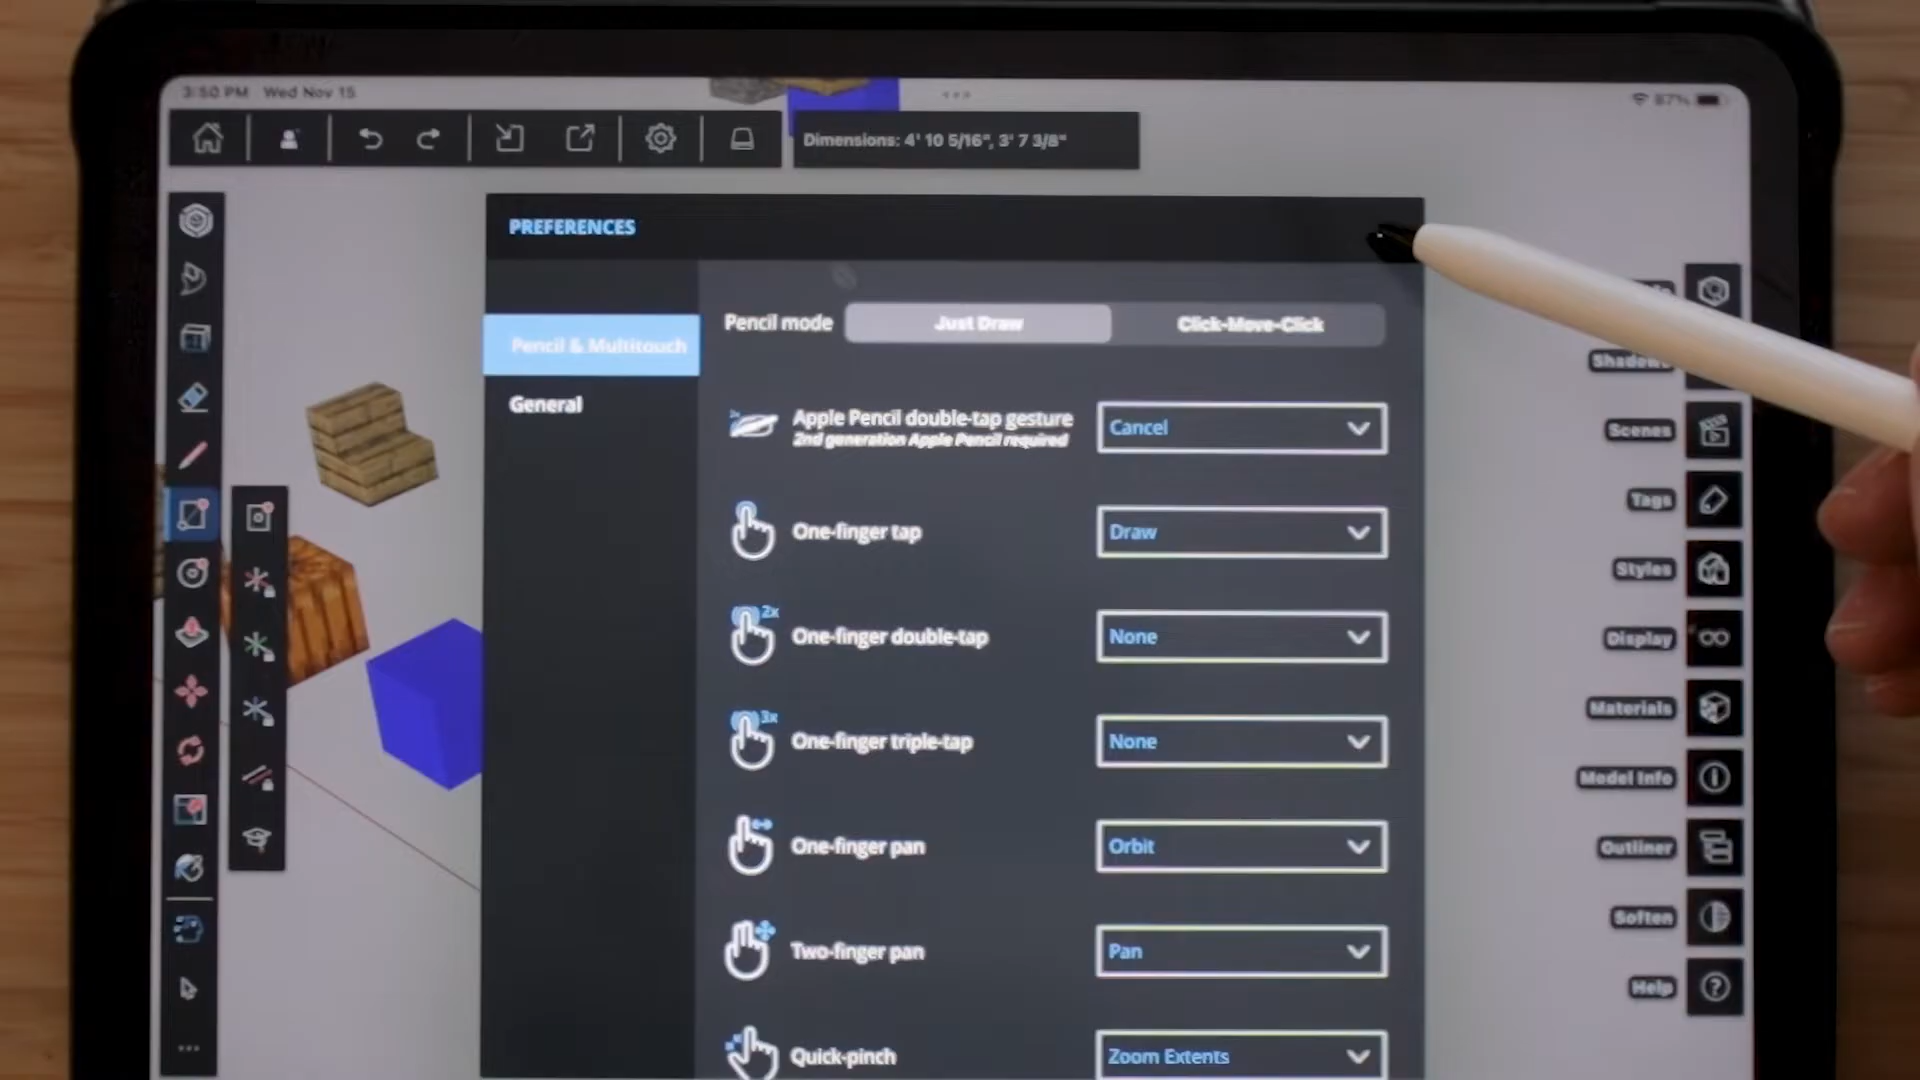 3:50 PM Wed Nov 15
87%
Dimensions: 4' 10 5/16", 3' 7 3/8"
PREFERENCES
Pencil & Multitouch
General
Pencil mode
Just Draw
Click-Move-Click
Apple Pencil double-tap gesture
2nd generation Apple Pencil required
Cancel
One-finger tap
Draw
2x
One-finger double-tap
None
3x
One-finger triple-tap
None
One-finger pan
Orbit
Two-finger pan
Pan
Quick-pinch
Zoom Extents
Shadows
Scenes
Tags
Styles
Display
Materials
Model Info
Outliner
Soften
Help